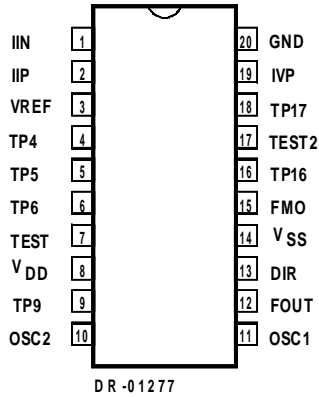 IIN 1 20 GND
IIP 2 19 IVP
VREF 3 18 TP17
TP4 4 17 TEST2
TP5 5 16 TP16
TP6 6 15 FMO
TEST 7 14 VSS
VDD 8 13 DIR
TP9 9 12 FOUT
OSC2 10 11 OSC1
DR-01277